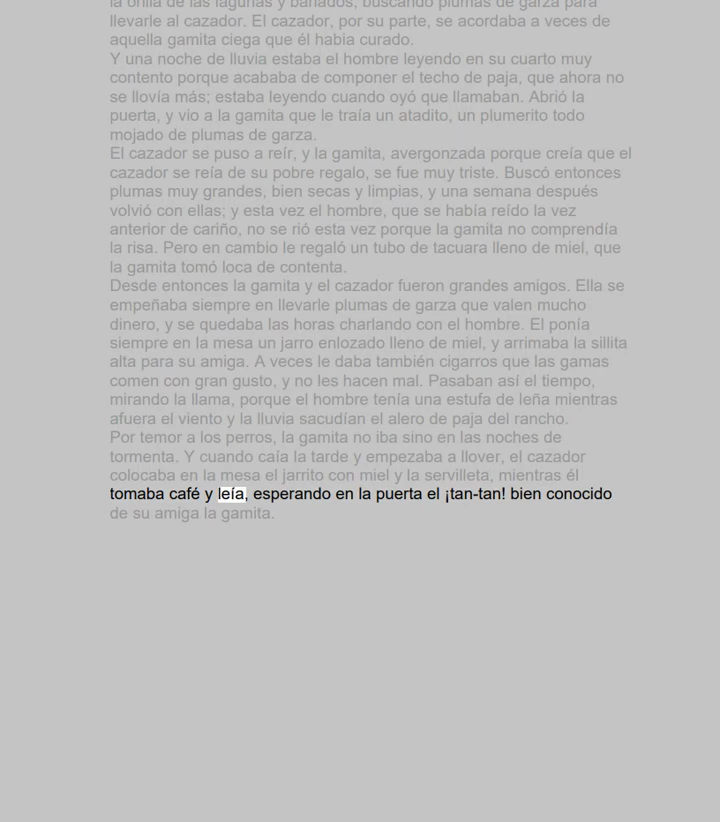 la orilla de las lagunas y bañados, buscando plumas de garza para
llevarle al cazador. El cazador, por su parte, se acordaba a veces de
aquella gamita ciega que él habia curado.
Y una noche de lluvia estaba el hombre leyendo en su cuarto muy
contento porque acababa de componer el techo de paja, que ahora no
se llovía más; estaba leyendo cuando oyó que llamaban. Abrió la
puerta, y vio a la gamita que le traía un atadito, un plumerito todo
mojado de plumas de garza.
El cazador se puso a reír, y la gamita, avergonzada porque creía que el
cazador se reía de su pobre regalo, se fue muy triste. Buscó entonces
plumas muy grandes, bien secas y limpias, y una semana después
volvió con ellas; y esta vez el hombre, que se había reído la vez
anterior de cariño, no se rió esta vez porque la gamita no comprendía
la risa. Pero en cambio le regaló un tubo de tacuara lleno de miel, que
la gamita tomó loca de contenta.
Desde entonces la gamita y el cazador fueron grandes amigos. Ella se
empeñaba siempre en llevarle plumas de garza que valen mucho
dinero, y se quedaba las horas charlando con el hombre. El ponía
siempre en la mesa un jarro enlozado lleno de miel, y arrimaba la sillita
alta para su amiga. A veces le daba también cigarros que las gamas
comen con gran gusto, y no les hacen mal. Pasaban así el tiempo,
mirando la llama, porque el hombre tenía una estufa de leña mientras
afuera el viento y la lluvia sacudían el alero de paja del rancho.
Por temor a los perros, la gamita no iba sino en las noches de
tormenta. Y cuando caía la tarde y empezaba a llover, el cazador
colocaba en la mesa el jarrito con miel y la servilleta, mientras él
tomaba café y leía, esperando en la puerta el ¡tan-tan! bien conocido
de su amiga la gamita.